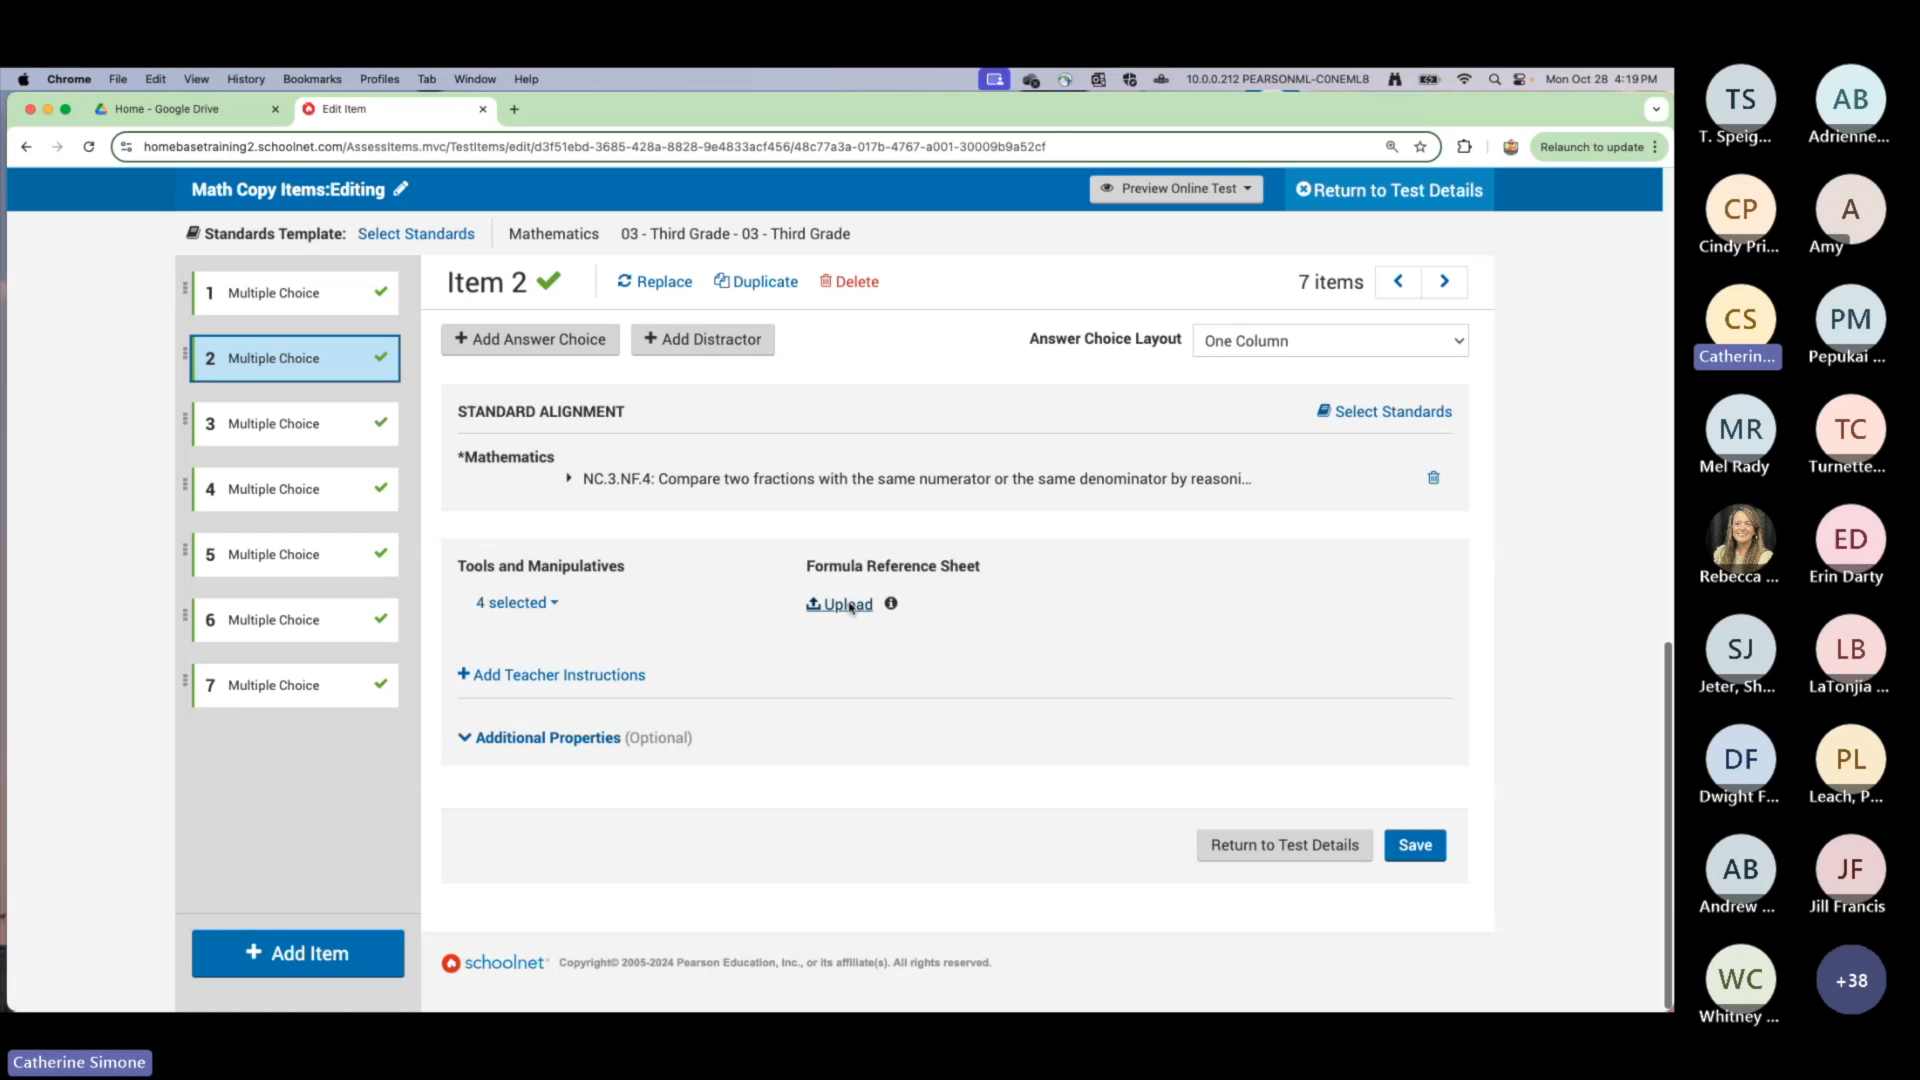 Chrome File Edit View History Bookmarks Profiles Tab Window Help 10.0.0.212 PEARSONML-C0NEML8 Mon Oct 28 4:19 PM
Home - Google Drive
Edit Item
homebasetraining2.schoolnet.com/AssessItems.mvc/TestItems/edit/d3f51ebd-3685-428a-8828-9e4833acf456/48c77a3a-017b-4767-a001-30009b9a52cf
Relaunch to update
Math Copy Items:Editing
Preview Online Test
Return to Test Details
Standards Template: Select Standards
Mathematics
03 - Third Grade - 03 - Third Grade
1 Multiple Choice
2 Multiple Choice
3 Multiple Choice
4 Multiple Choice
5 Multiple Choice
6 Multiple Choice
7 Multiple Choice
+ Add Item
Item 2
Replace
Duplicate
Delete
7 items
+ Add Answer Choice
+ Add Distractor
Answer Choice Layout
One Column
STANDARD ALIGNMENT
Select Standards
*Mathematics
NC.3.NF.4: Compare two fractions with the same numerator or the same denominator by reasoni...
Tools and Manipulatives
4 selected
Formula Reference Sheet
Upload
+ Add Teacher Instructions
Additional Properties (Optional)
Return to Test Details
Save
schoolnet
Copyright© 2005-2024 Pearson Education, Inc., or its affiliate(s). All rights reserved.
TS
T. Speig...
AB
Adrienne...
CP
Cindy Pri...
A
Amy
CS
Catherin...
PM
Pepukai ...
MR
Mel Rady
TC
Turnette...
Rebecca ...
ED
Erin Darty
SJ
Jeter, Sh...
LB
LaTonjia ...
DF
Dwight F...
PL
Leach, P...
AB
Andrew ...
JF
Jill Francis
WC
Whitney ...
+38
Catherine Simone